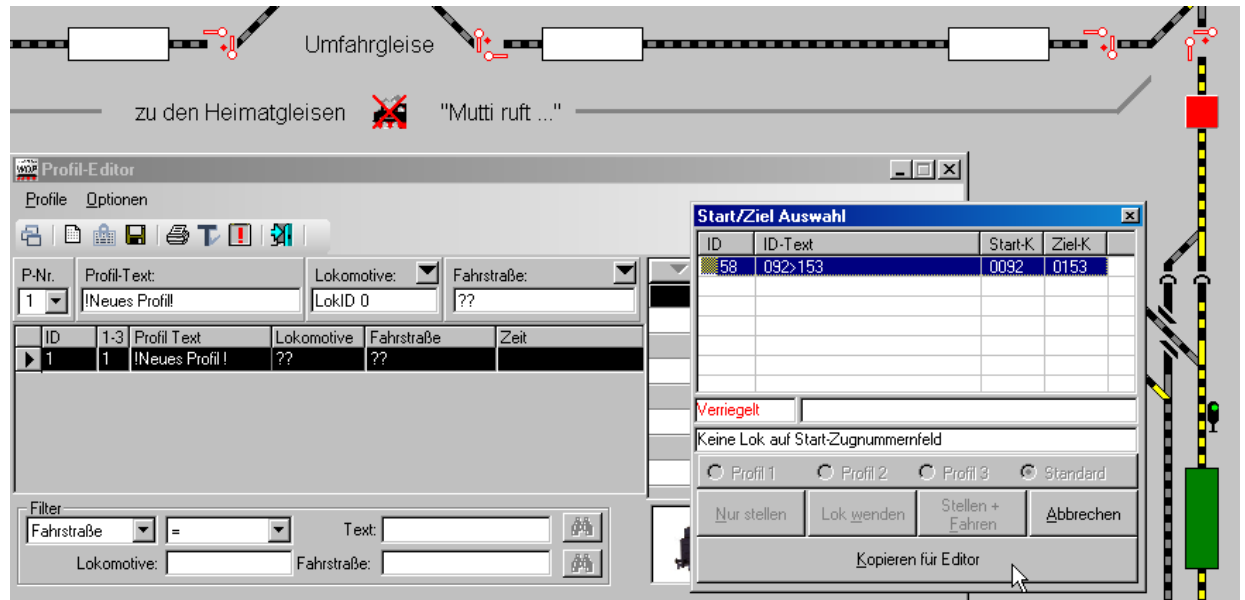 Umfahrgleise
zu den Heimatgleisen "Mutti ruft ..."
WDP Profil-Editor
Profile Optionen
P-Nr. Profil-Text: Lokomotive: Fahrstraße:
1 !Neues Profil! LokID 0 ??
ID 1-3 Profil Text Lokomotive Fahrstraße Zeit
1 1 !Neues Profil ! ?? ??
Filter
Fahrstraße = Text:
Lokomotive: Fahrstraße:
Start/Ziel Auswahl
ID ID-Text Start-K Ziel-K
58 092>153 0092 0153
Verriegelt
Keine Lok auf Start-Zugnummernfeld
Profil 1 Profil 2 Profil 3 Standard
Nur stellen Lok wenden Stellen + Fahren Abbrechen
Kopieren für Editor